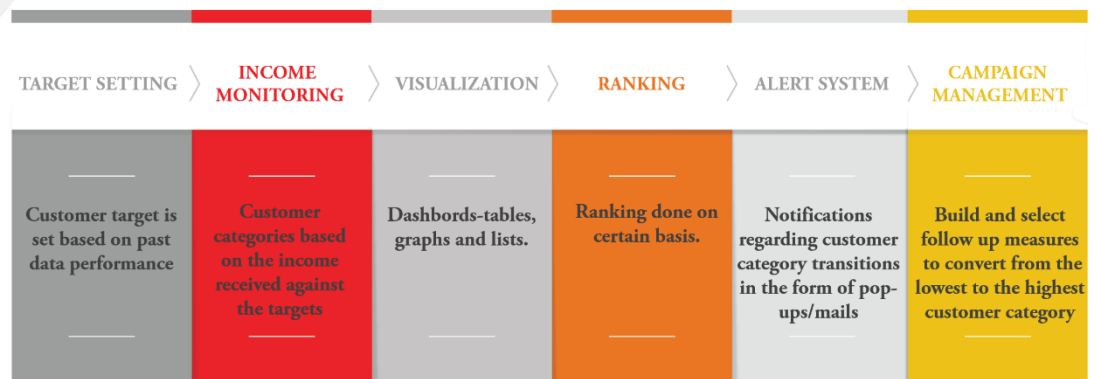 TARGET SETTING
INCOME
MONITORING
VISUALIZATION
RANKING
ALERT SYSTEM
CAMPAIGN
MANAGEMENT
Customer target is
set based on past
data performance
Customer
categories based
on the income
received against
the targets
Dashbords-tables,
graphs and lists.
Ranking done on
certain basis.
Notifications
regarding customer
category transitions
in the form of pop-
ups/mails
Build and select
follow up measures
to convert from the
lowest to the highest
customer category